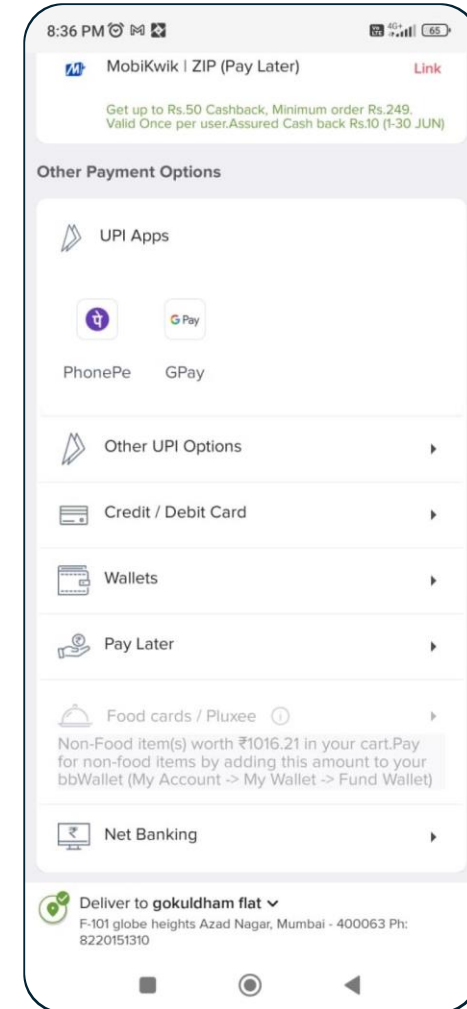 8:36 PM
VoLTE 4G+ 65
MobiKwik | ZIP (Pay Later)
Link
Get up to Rs.50 Cashback, Minimum order Rs.249.
Valid Once per user.Assured Cash back Rs.10 (1-30 JUN)
Other Payment Options
UPI Apps
पे
G Pay
PhonePe
GPay
Other UPI Options
Credit / Debit Card
Wallets
Pay Later
Food cards / Pluxee
Non-Food item(s) worth ₹1016.21 in your cart.Pay
for non-food items by adding this amount to your
bbWallet (My Account -> My Wallet -> Fund Wallet)
Net Banking
Deliver to gokuldham flat
F-101 globe heights Azad Nagar, Mumbai - 400063 Ph:
8220151310